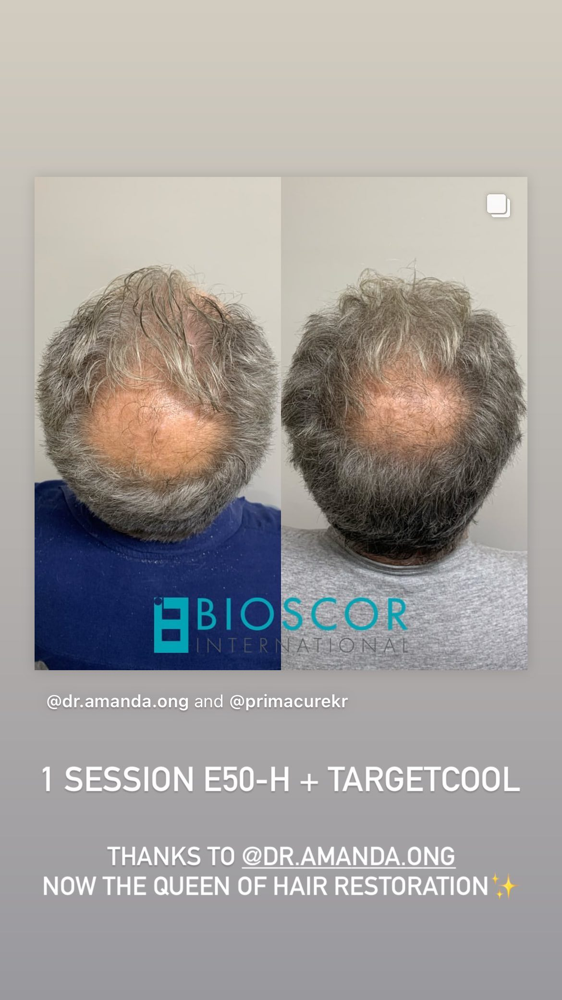 BIOSCOR
INTERNATIONAL
@dr.amanda.ong and @primacurekr
1 SESSION E50-H + TARGETCOOL
THANKS TO @DR.AMANDA.ONG
NOW THE QUEEN OF HAIR RESTORATION✨